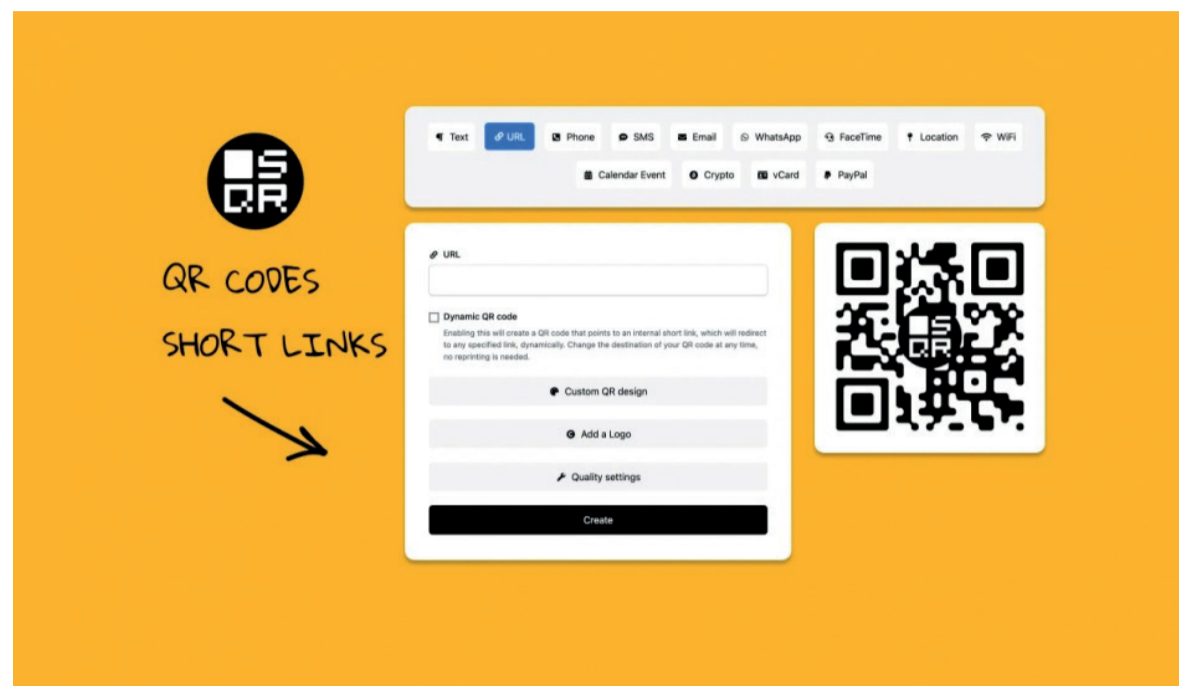 SQR
QR CODES
SHORT LINKS
Text URL Phone SMS Email WhatsApp FaceTime Location WiFi
Calendar Event Crypto vCard PayPal
URL
Dynamic QR code
Enabling this will create a QR code that points to an internal short link, which will redirect
to any specified link, dynamically. Change the destination of your QR code at any time,
no reprinting is needed.
Custom QR design
Add a Logo
Quality settings
Create
SQR